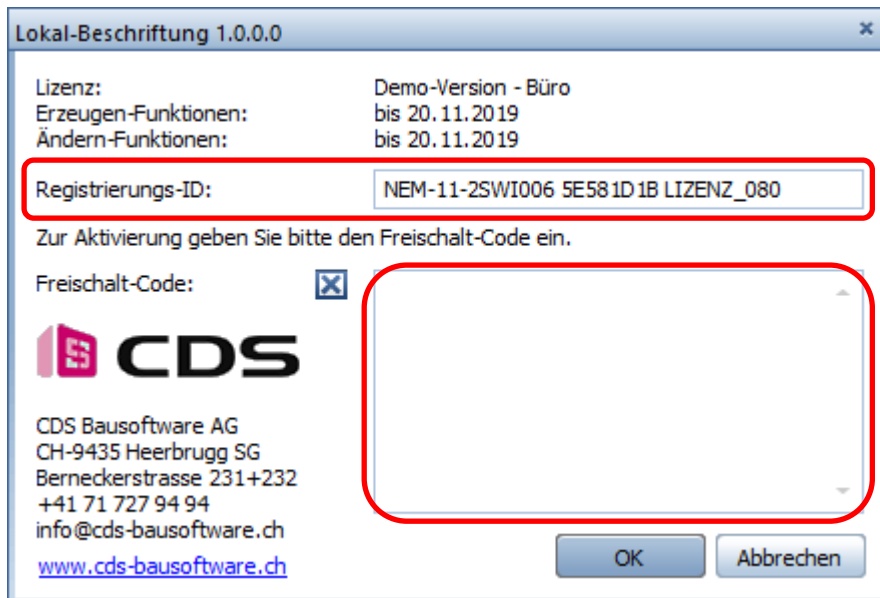 Lokal-Beschriftung 1.0.0.0
Lizenz: Demo-Version - Büro
Erzeugen-Funktionen: bis 20.11.2019
Ändern-Funktionen: bis 20.11.2019
Registrierungs-ID: NEM-11-2SWI006 5E581D1B LIZENZ_080
Zur Aktivierung geben Sie bitte den Freischalt-Code ein.
Freischalt-Code:
CDS
CDS Bausoftware AG
CH-9435 Heerbrugg SG
Berneckerstrasse 231+232
+41 71 727 94 94
info@cds-bausoftware.ch
www.cds-bausoftware.ch
OK Abbrechen